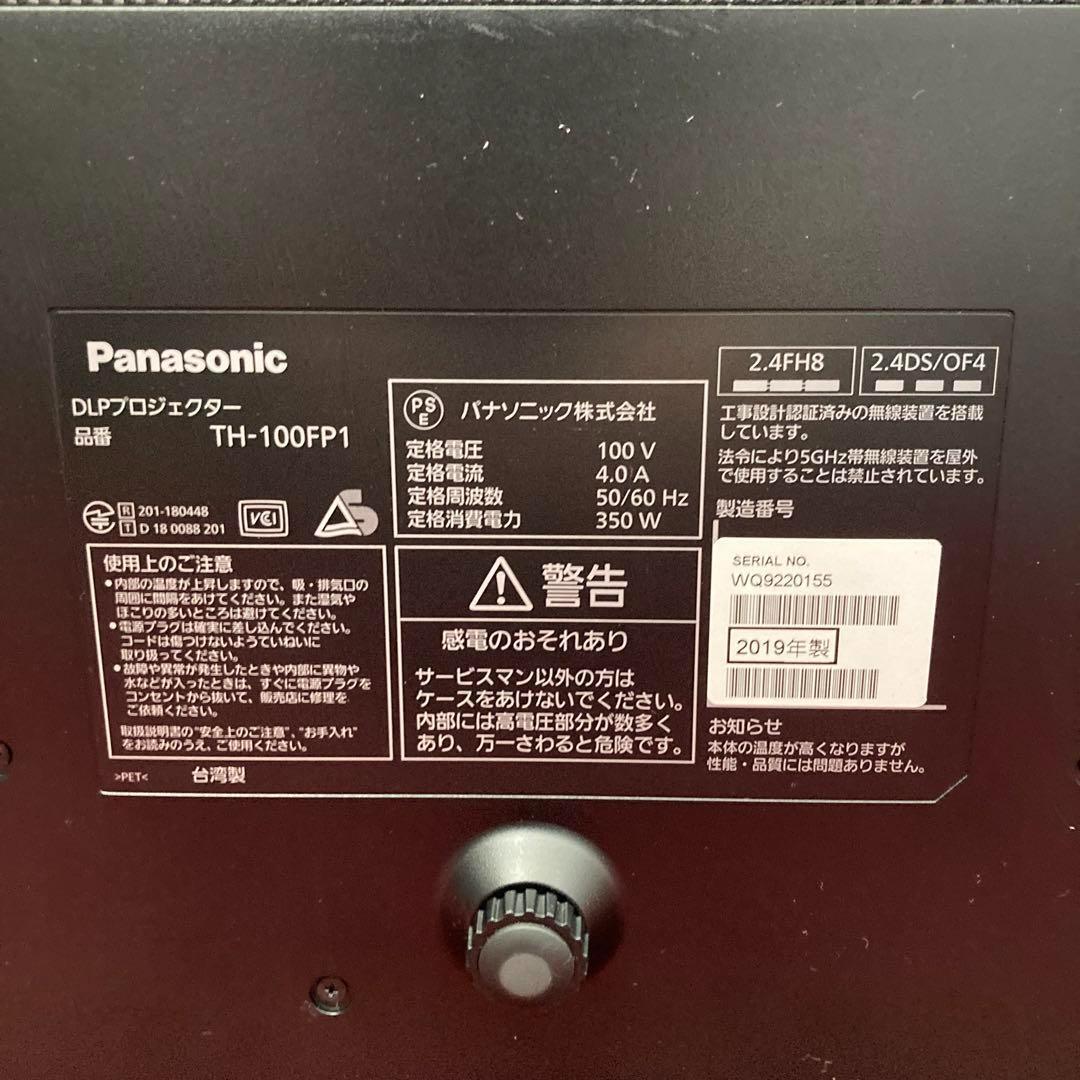 Panasonic
DLPプロジェクター
品番 TH-100FP1
R 201-180448
T D 18 0088 201
VCI
PSE パナソニック株式会社
定格電圧 100 V
定格電流 4.0 A
定格周波数 50/60 Hz
定格消費電力 350 W
2.4FH8
2.4DS/OF4
工事設計認証済みの無線装置を搭載
しています。
法令により5GHz帯無線装置を屋外
で使用することは禁止されています。
製造番号
SERIAL NO.
WQ9220155
2019年製
お知らせ
本体の温度が高くなりますが
性能・品質には問題ありません。
使用上のご注意
•内部の温度が上昇しますので、吸・排気口の
周囲に間隔をあけてください。また湿気や
ほこりの多いところは避けてください。
•電源プラグは確実に差し込んでください。
コードは傷つけないようていねいに
取り扱ってください。
•故障や異常が発生したときや内部に異物や
水などが入ったときは、すぐに電源プラグを
コンセントから抜いて、販売店に修理を
ご依頼ください。
取扱説明書の"安全上のご注意"、"お手入れ"
をお読みのうえ、ご使用ください。
警告
感電のおそれあり
サービスマン以外の方は
ケースをあけないでください。
内部には高電圧部分が数多く
あり、万一さわると危険です。
>PET< 台湾製